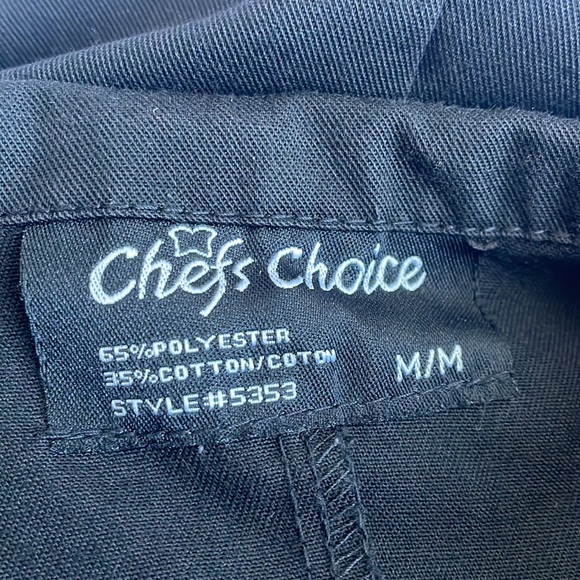 Chefs Choice
65%POLYESTER
35%COTTON/COTON
M/M
STYLE#5353